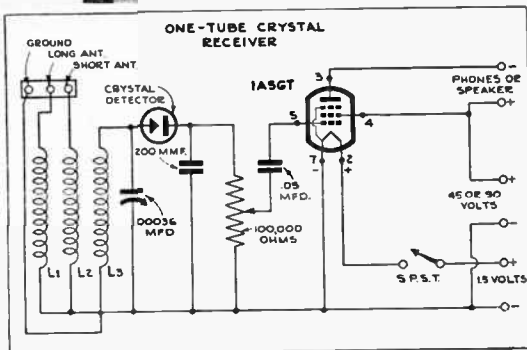 ONE-TUBE CRYSTAL
RECEIVER
GROUND
LONG ANT.
SHORT ANT.
CRYSTAL
DETECTOR
1A5GT
3
5
4
7
2
-
+
200 MMF.
.00036
MFD
.05
MFD.
100,000
OHMS
L1
L2
L3
S.P.S.T.
-
PHONES OR
SPEAKER
+
+
45 OR 90
VOLTS
-
+
1.5 VOLTS
-